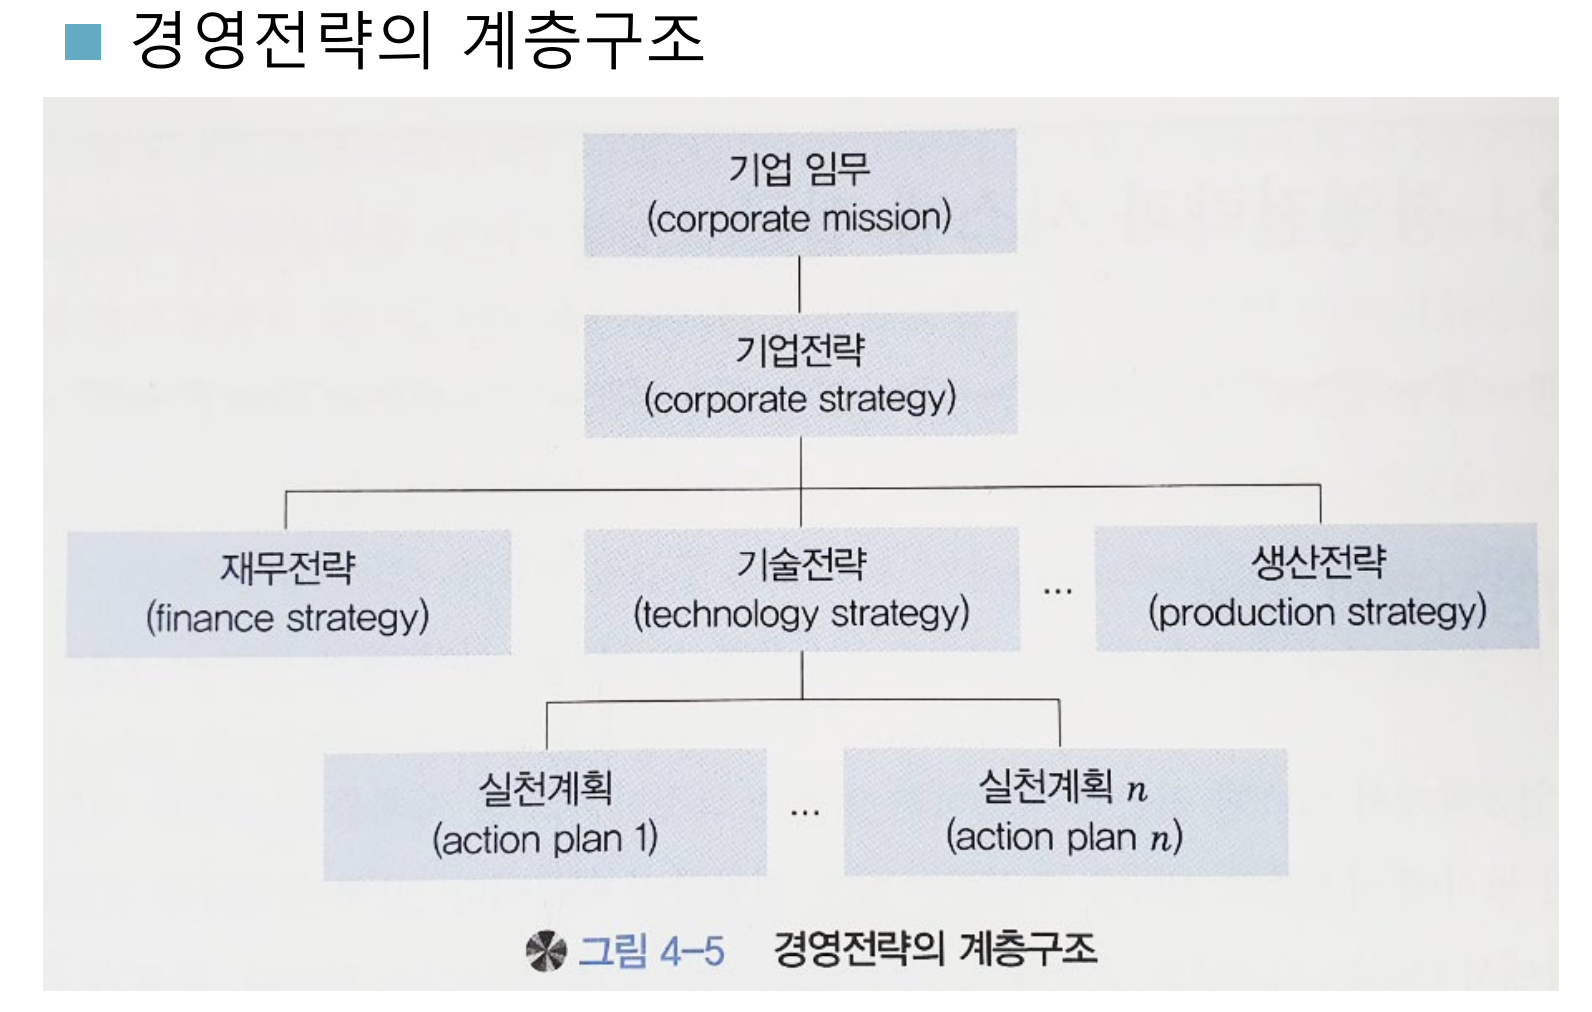 경영전략의 계층구조
기업 임무
(corporate mission)
기업전략
(corporate strategy)
재무전략
(finance strategy)
기술전략
(technology strategy)
...
생산전략
(production strategy)
실천계획
(action plan 1)
...
실천계획 n
(action plan n)
그림 4-5 경영전략의 계층구조